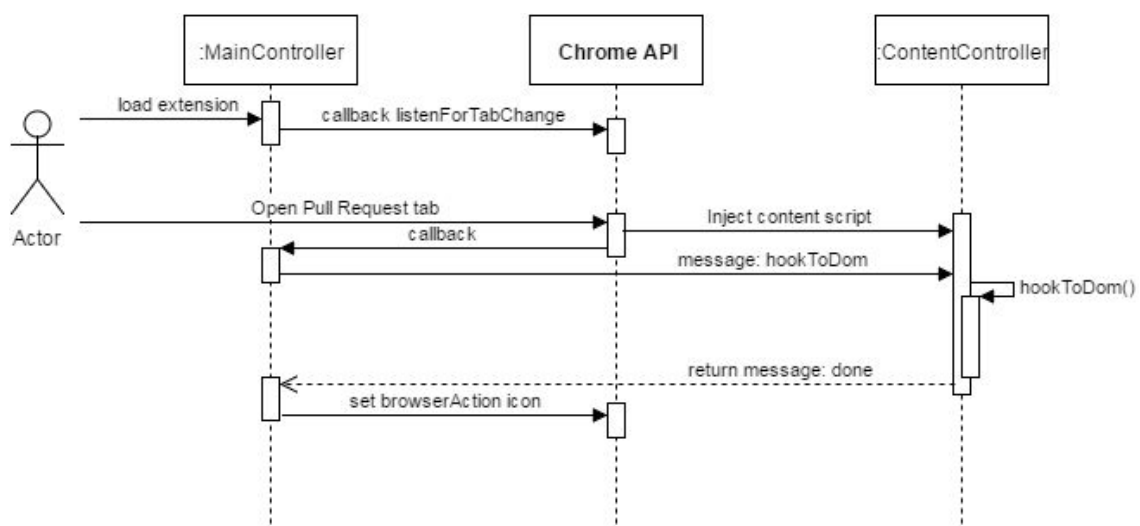 :MainController
Chrome API
:ContentController
load extension
callback listenForTabChange
Actor
Open Pull Request tab
Inject content script
callback
message: hookToDom
hookToDom()
return message: done
set browserAction icon